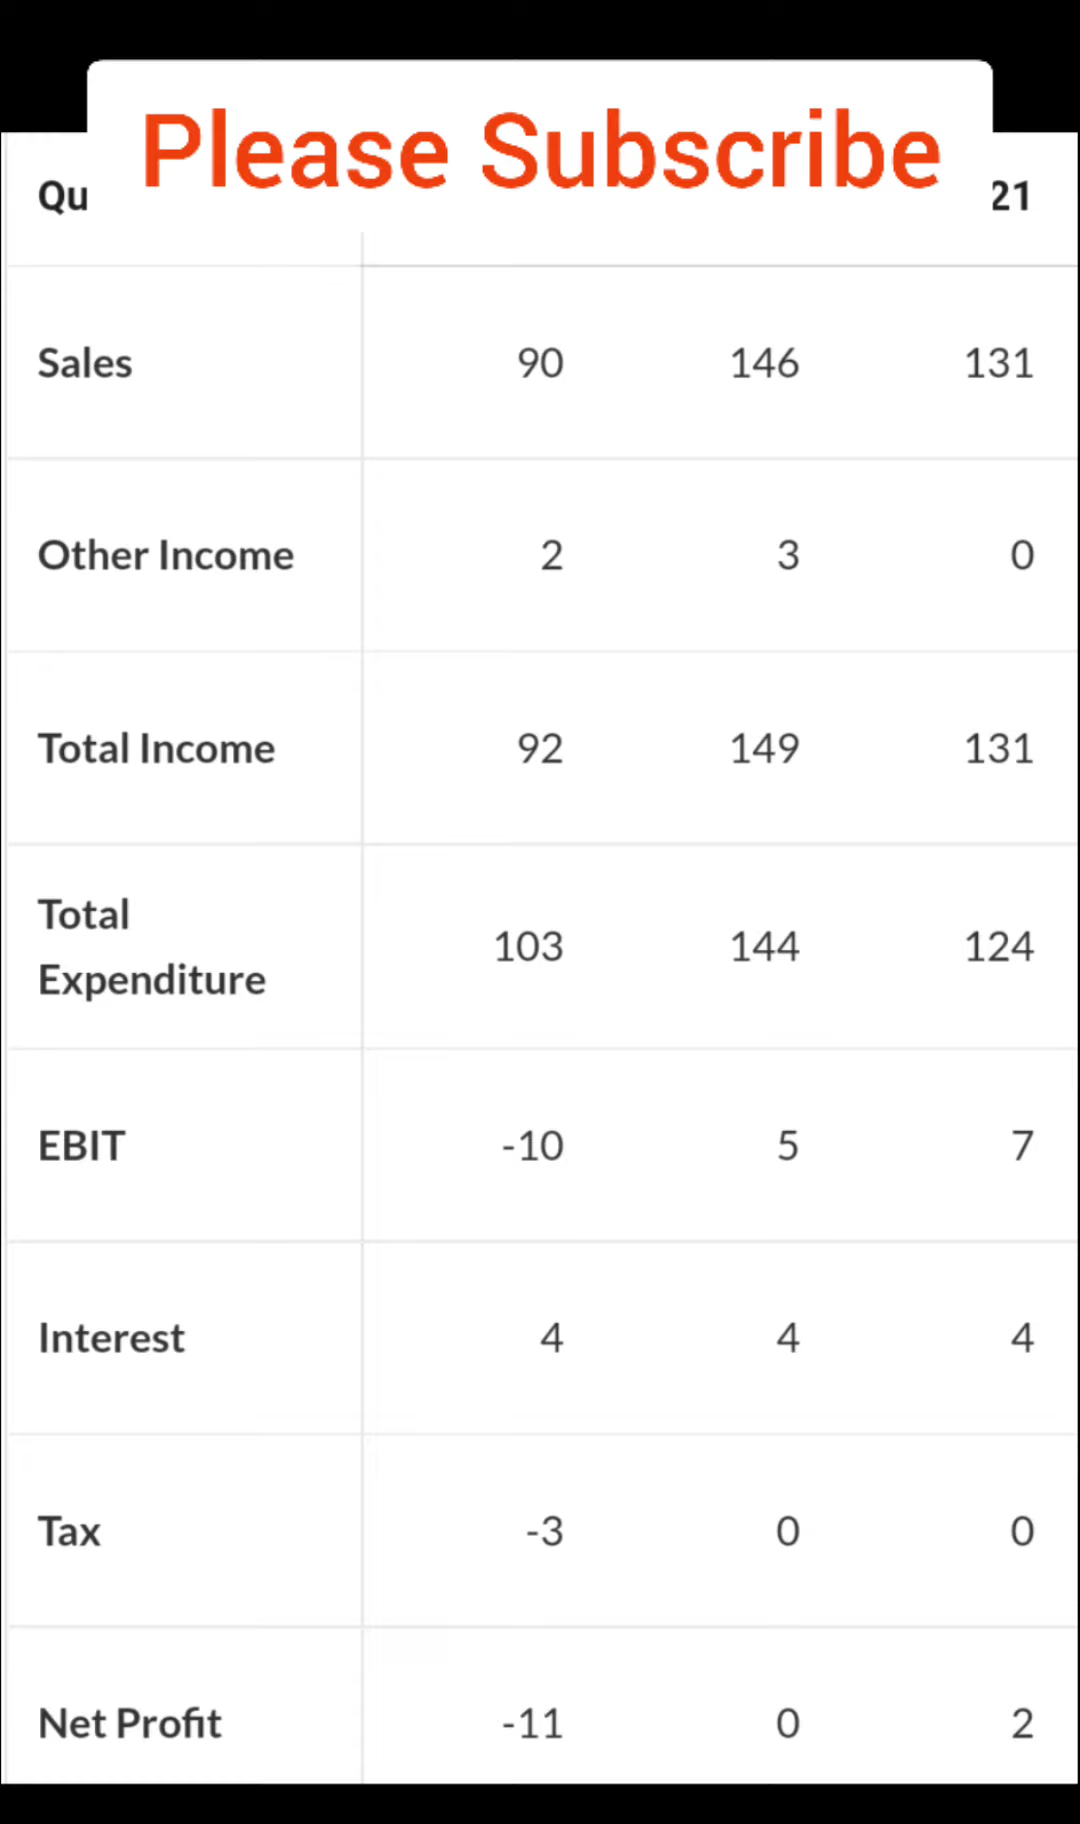 Please Subscribe
Qu 21
Sales 90 146 131
Other Income 2 3 0
Total Income 92 149 131
Total
Expenditure 103 144 124
EBIT -10 5 7
Interest 4 4 4
Tax -3 0 0
Net Profit -11 0 2